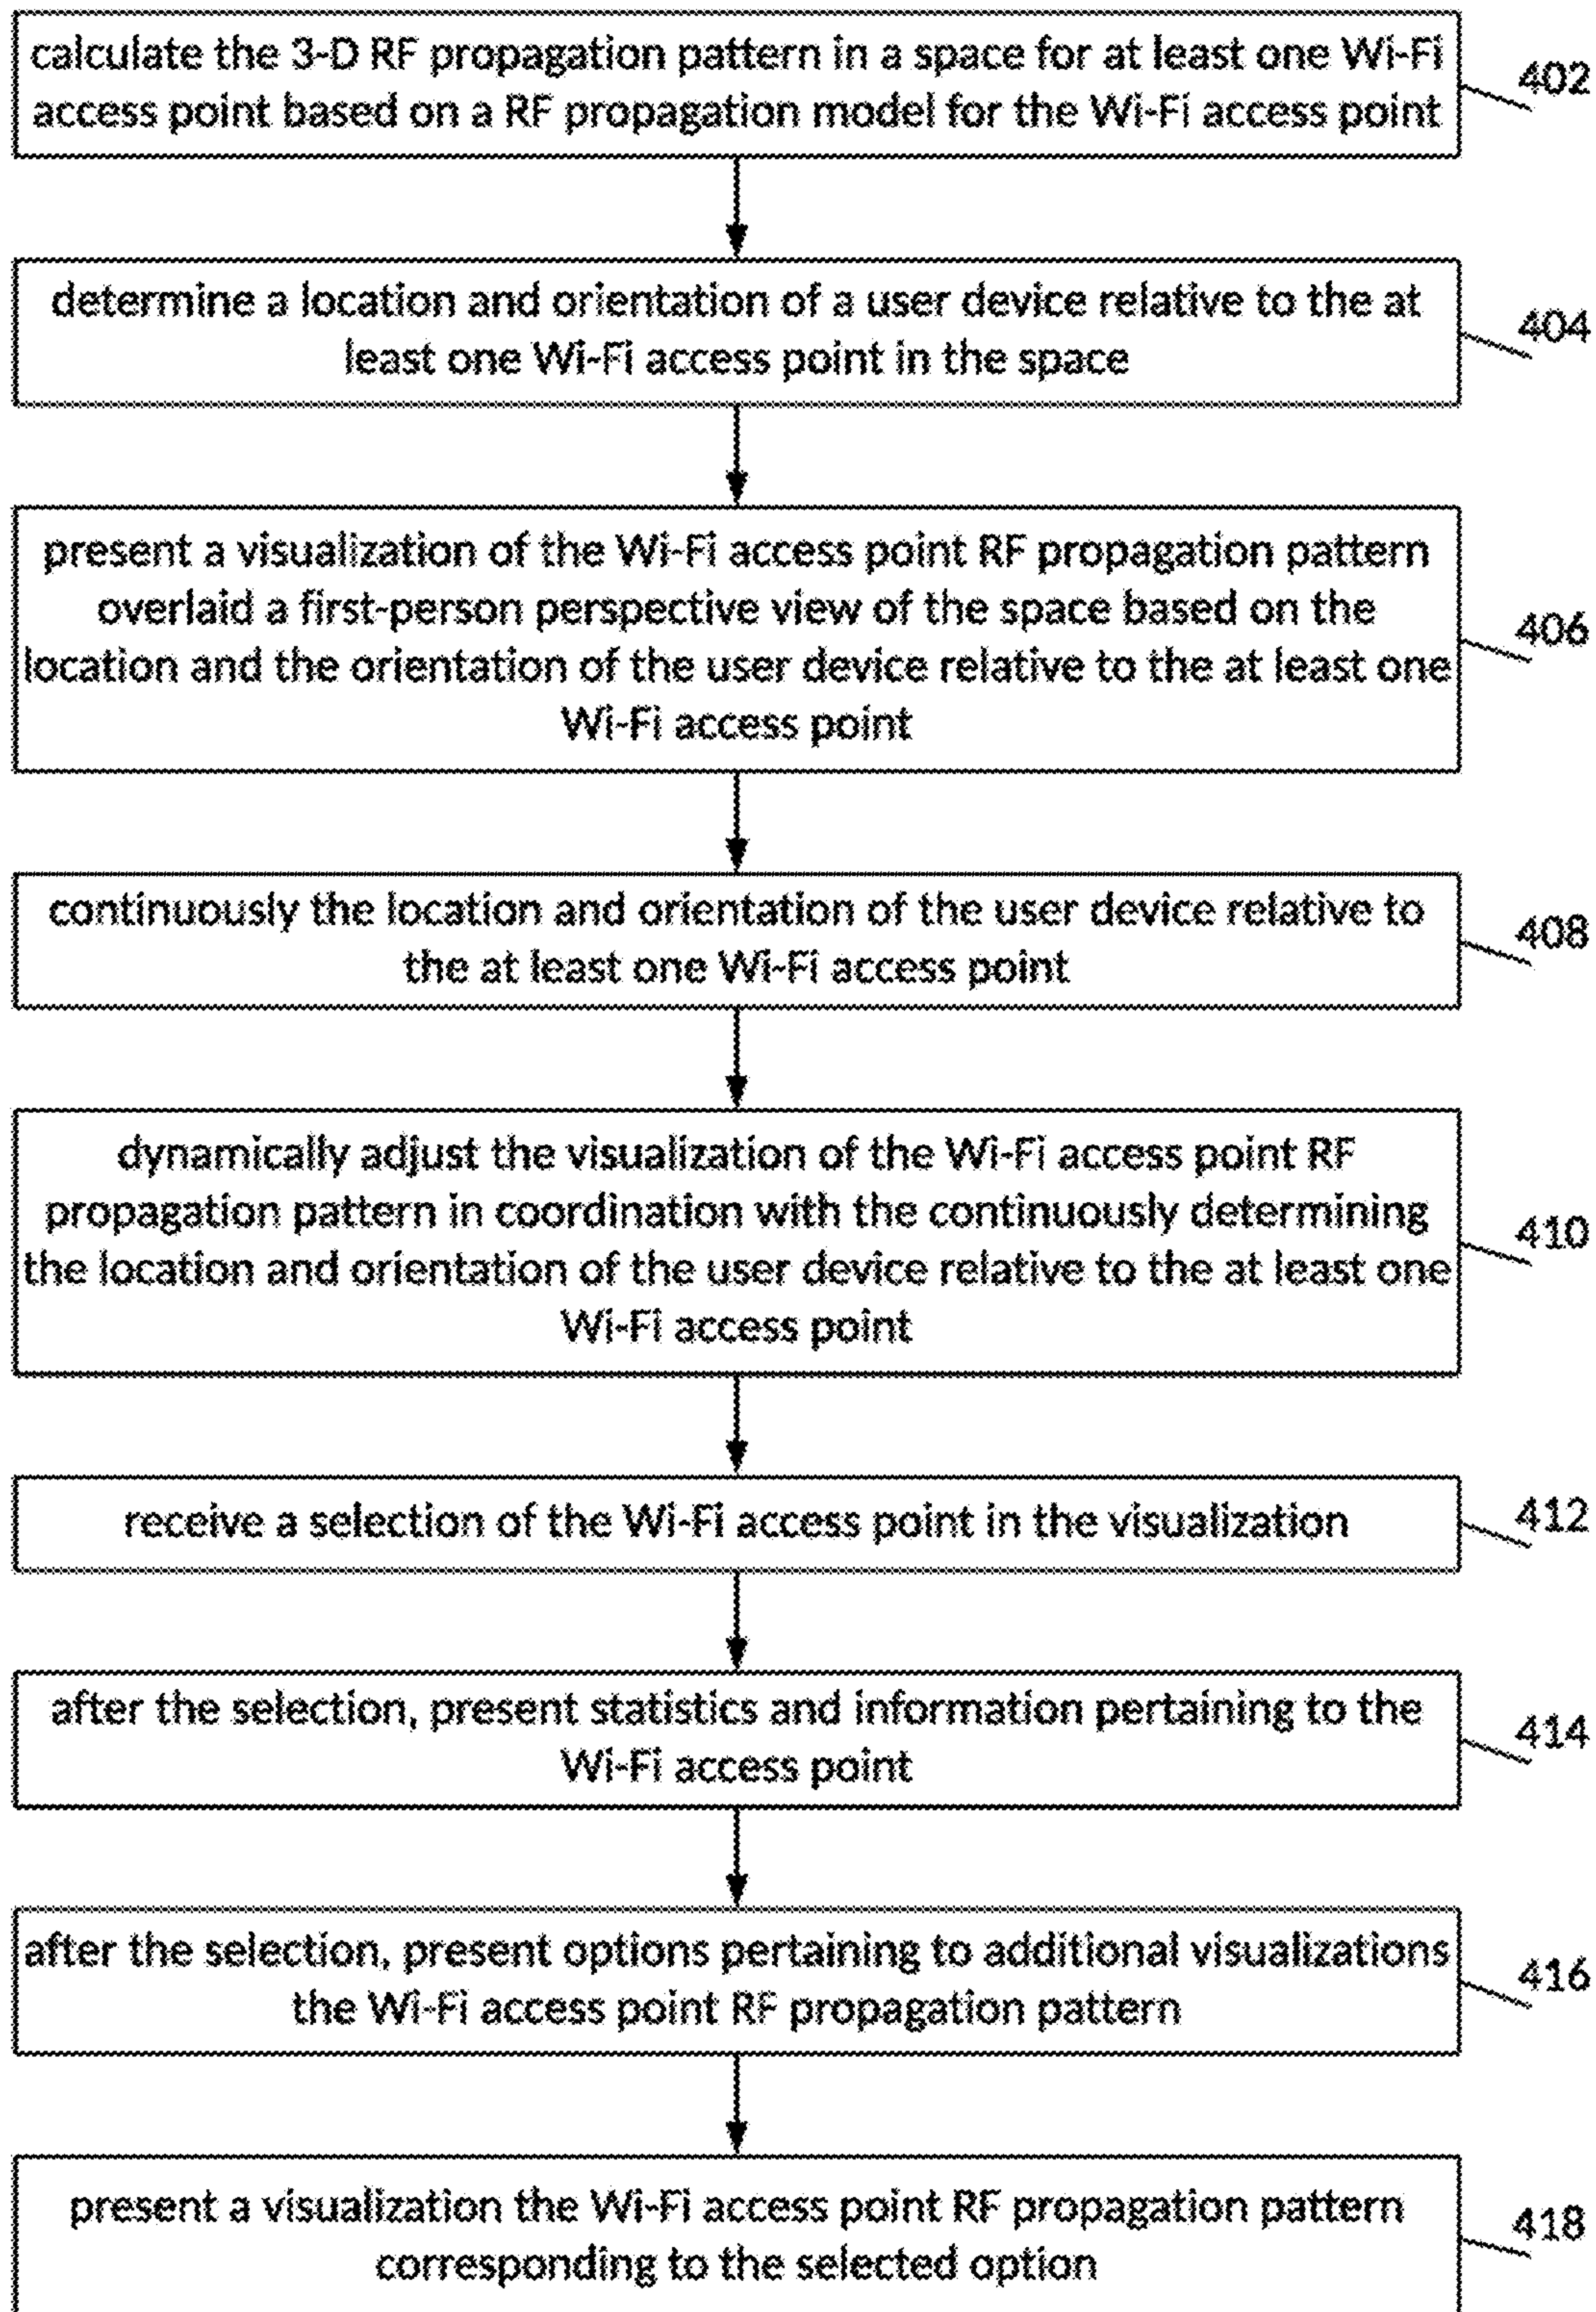 calculate the 3-D RF propagation pattern in a space for at least one Wi-Fi
access point based on a RF propagation model for the Wi-Fi access point
402
determine a location and orientation of a user device relative to the at
least one Wi-Fi access point in the space
404
present a visualization of the Wi-Fi access point RF propagation pattern
overlaid a first-person perspective view of the space based on the
location and the orientation of the user device relative to the at least one
Wi-Fi access point
406
continuously the location and orientation of the user device relative to
the at least one Wi-Fi access point
408
dynamically adjust the visualization of the Wi-Fi access point RF
propagation pattern in coordination with the continuously determining
the location and orientation of the user device relative to the at least one
Wi-Fi access point
410
receive a selection of the Wi-Fi access point in the visualization
412
after the selection, present statistics and information pertaining to the
Wi-Fi access point
414
after the selection, present options pertaining to additional visualizations
the Wi-Fi access point RF propagation pattern
416
present a visualization the Wi-Fi access point RF propagation pattern
corresponding to the selected option
418